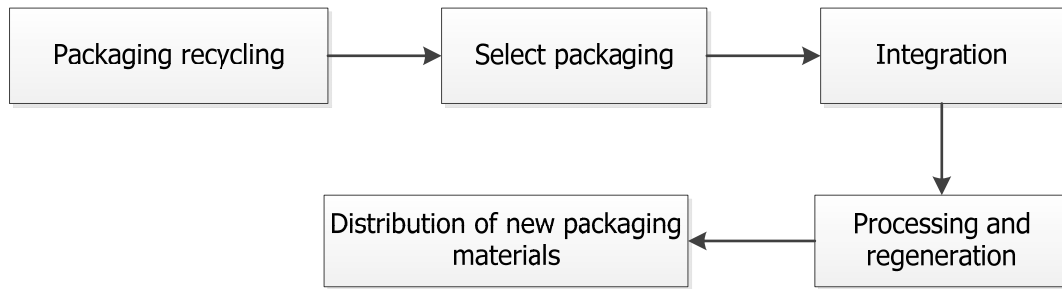 Packaging recycling
Select packaging
Integration
Processing and
regeneration
Distribution of new packaging
materials